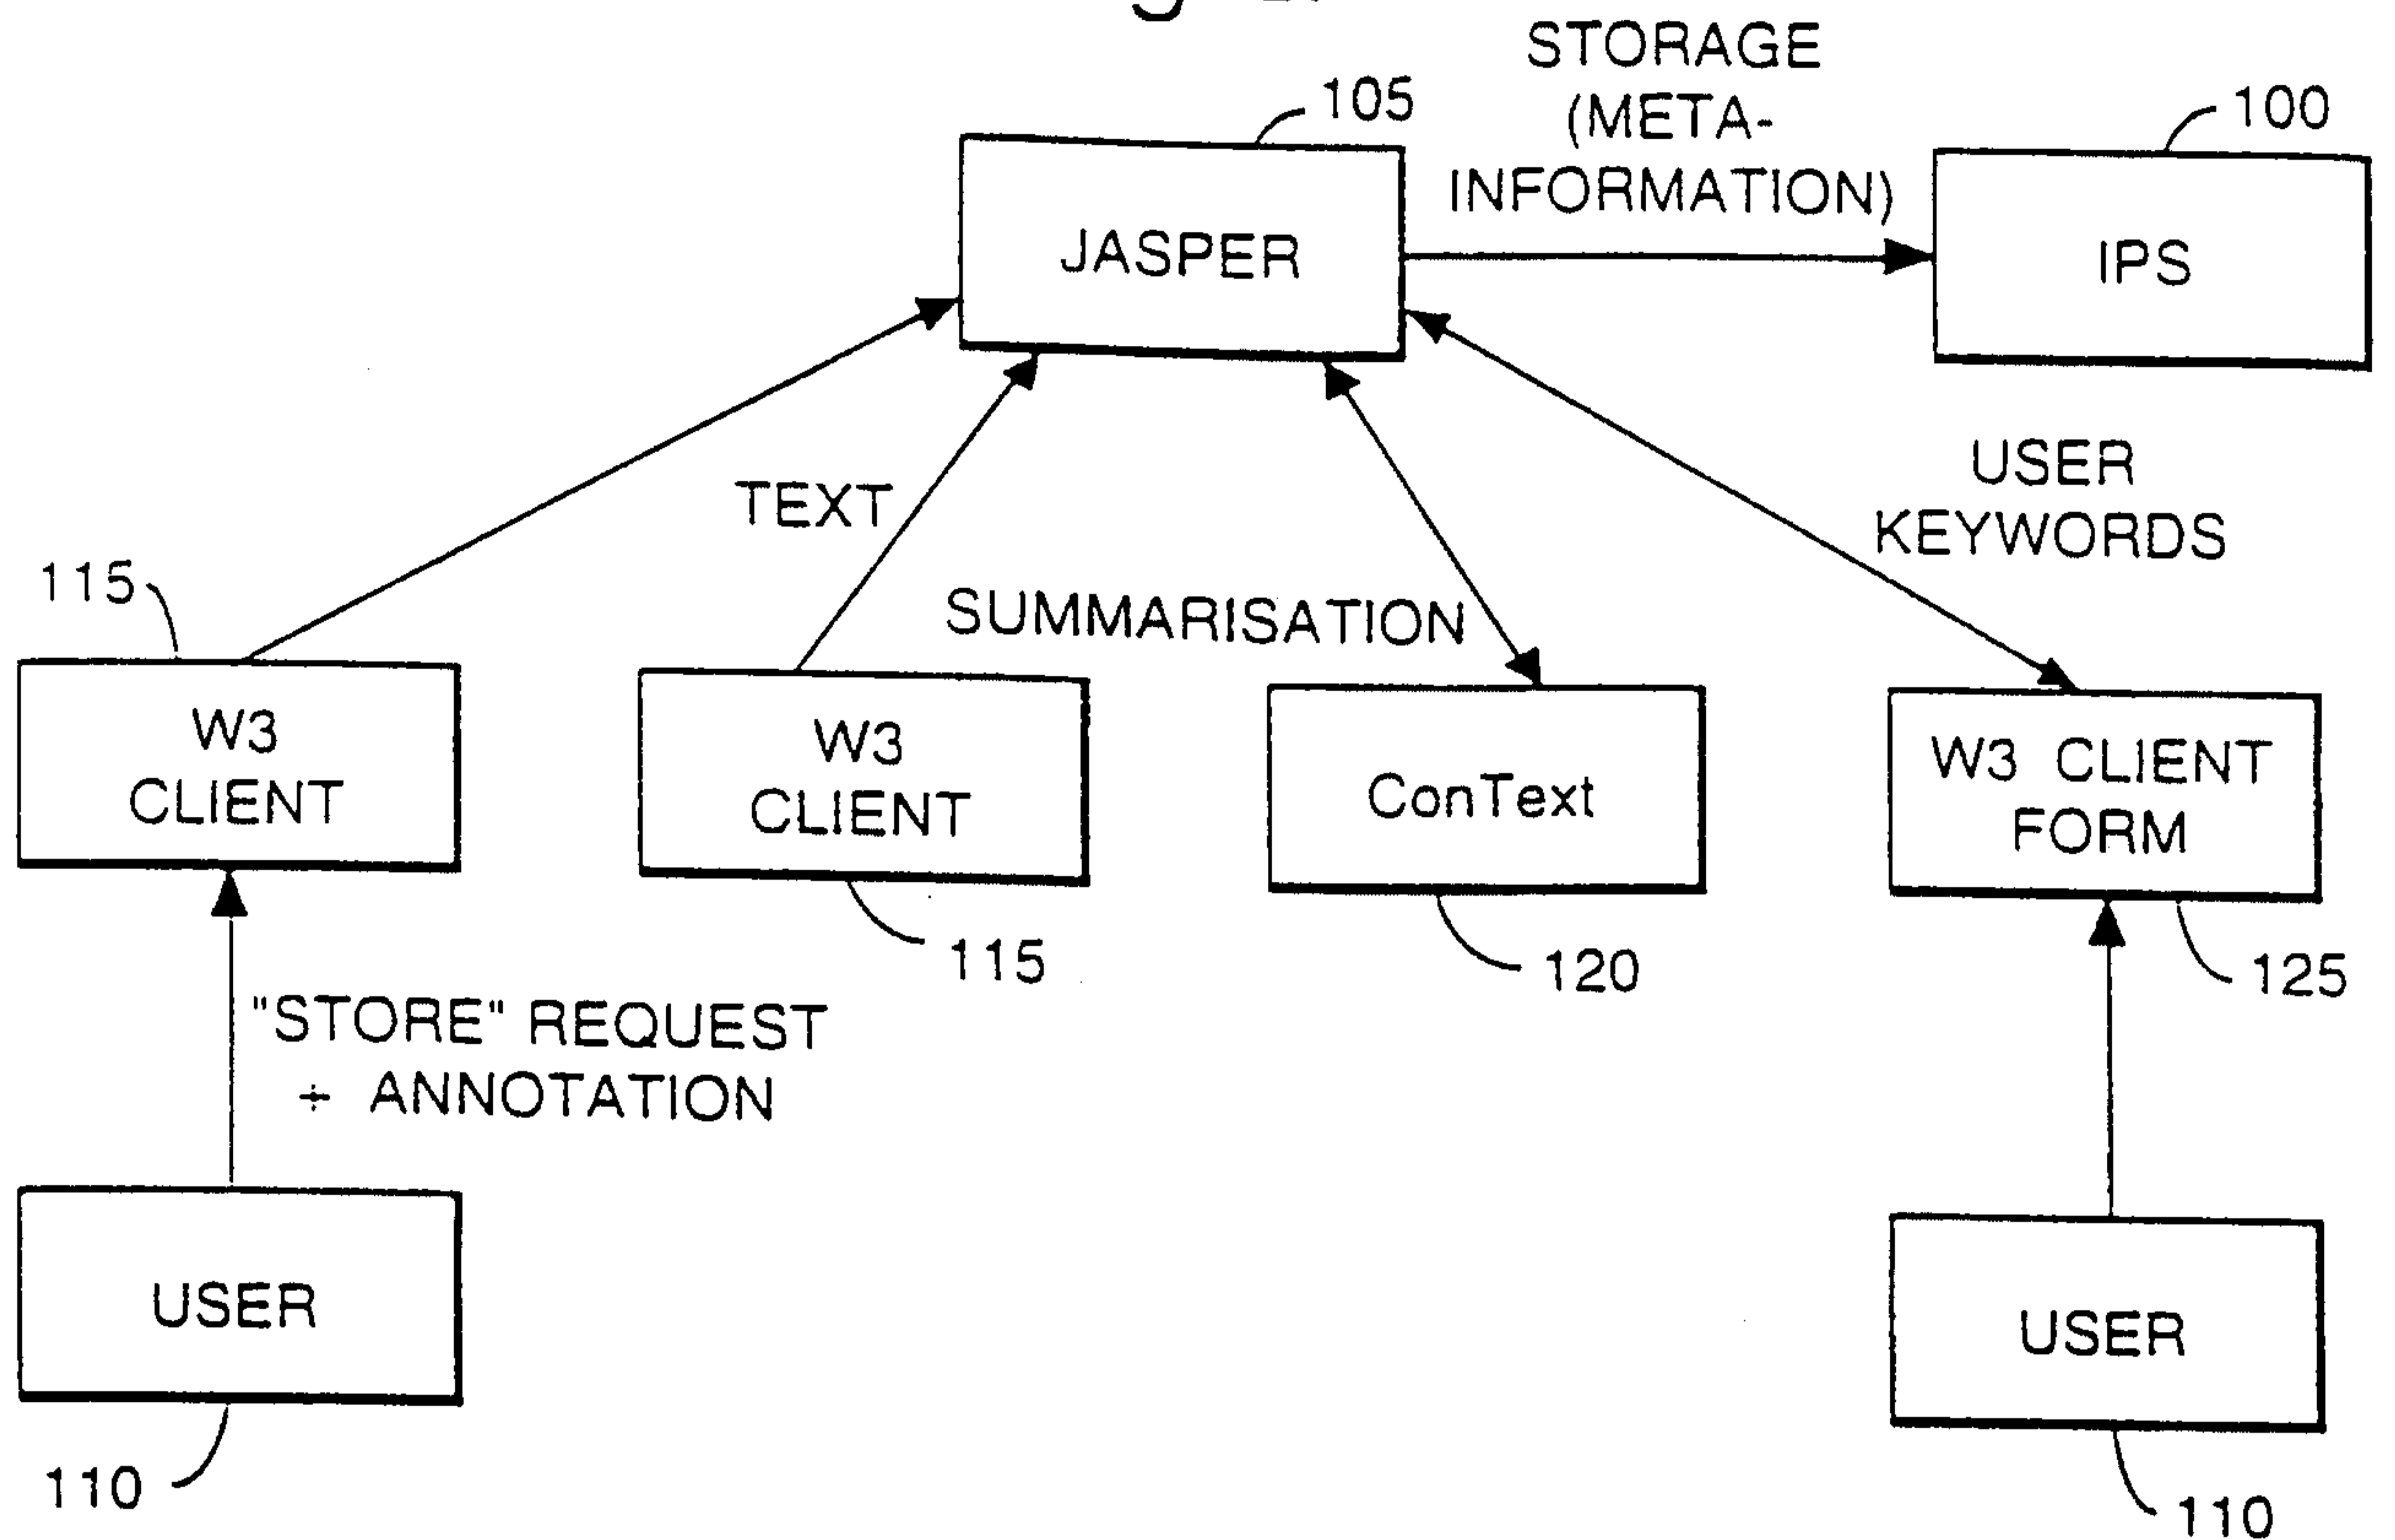 STORAGE
(META-
INFORMATION)
105
100
JASPER
IPS
USER
KEYWORDS
TEXT
SUMMARISATION
115
W3
CLIENT
W3
CLIENT
ConText
W3 CLIENT
FORM
115
120
125
"STORE" REQUEST
+ ANNOTATION
USER
USER
110
110